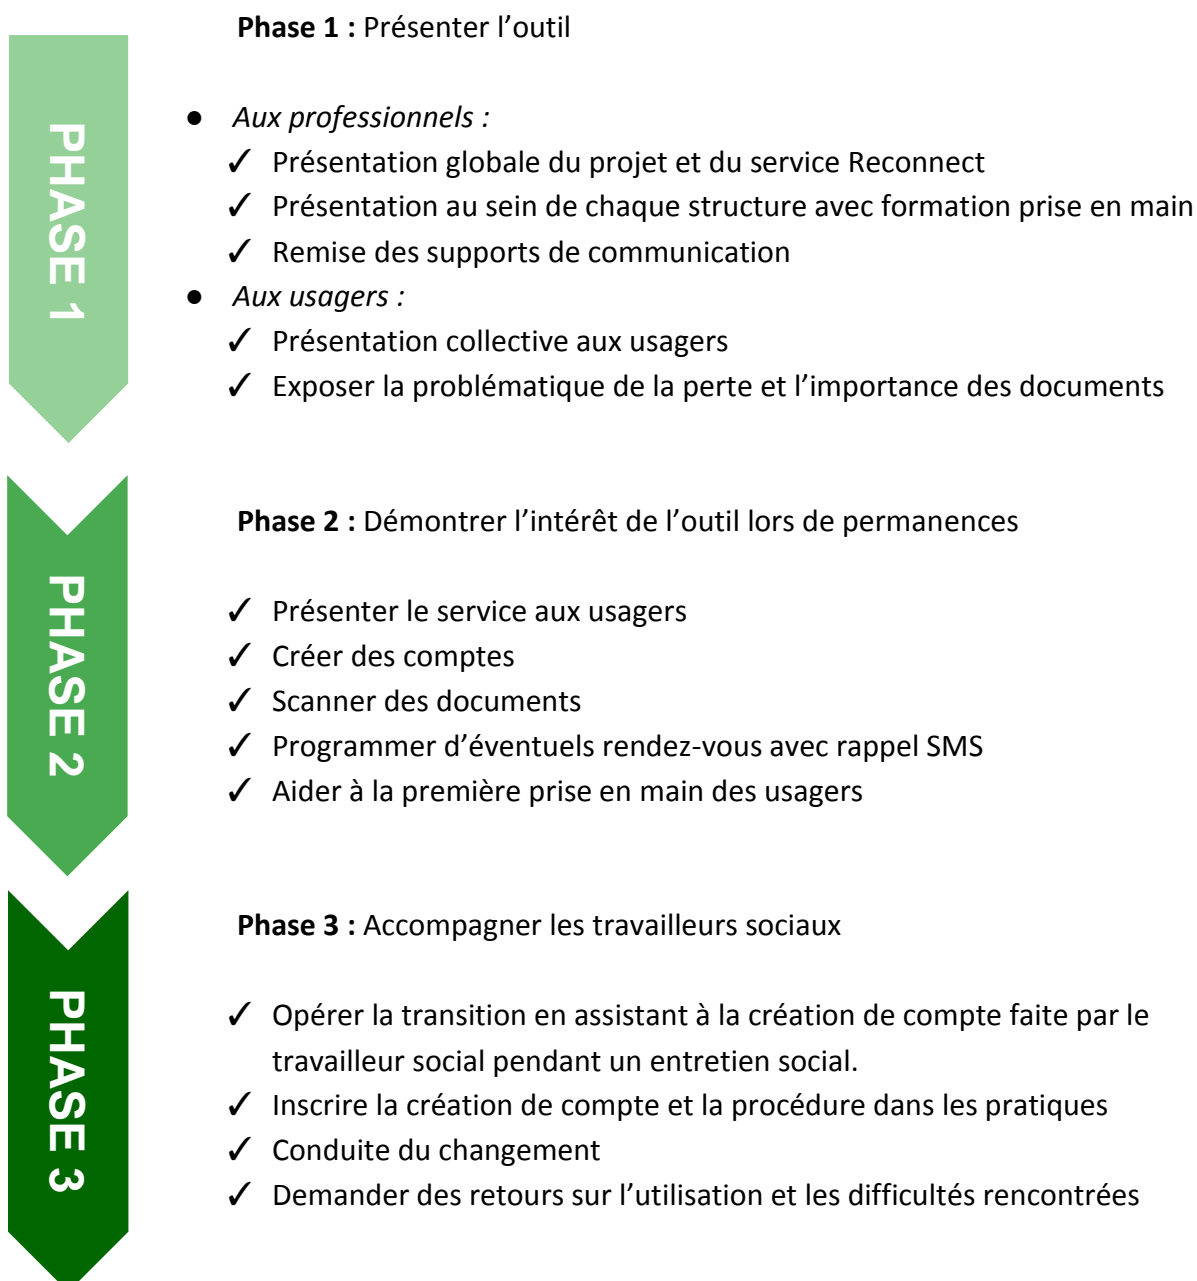 Phase 1 : Présenter l’outil
PHASE 1
● Aux professionnels :
✓ Présentation globale du projet et du service Reconnect
✓ Présentation au sein de chaque structure avec formation prise en main
✓ Remise des supports de communication
● Aux usagers :
✓ Présentation collective aux usagers
✓ Exposer la problématique de la perte et l’importance des documents
Phase 2 : Démontrer l’intérêt de l’outil lors de permanences
PHASE 2
✓ Présenter le service aux usagers
✓ Créer des comptes
✓ Scanner des documents
✓ Programmer d’éventuels rendez-vous avec rappel SMS
✓ Aider à la première prise en main des usagers
Phase 3 : Accompagner les travailleurs sociaux
PHASE 3
✓ Opérer la transition en assistant à la création de compte faite par le
travailleur social pendant un entretien social.
✓ Inscrire la création de compte et la procédure dans les pratiques
✓ Conduite du changement
✓ Demander des retours sur l’utilisation et les difficultés rencontrées